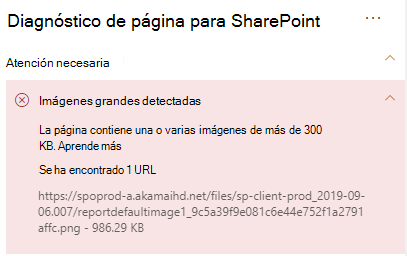 Diagnóstico de página para SharePoint
Atención necesaria
Imágenes grandes detectadas
La página contiene una o varias imágenes de más de 300
KB. Aprende más
Se ha encontrado 1 URL
https://spoprod-a.akamaihd.net/files/sp-client-prod_2019-09-
06.007/reportdefaultimage1_9c5a39f9e081c6e44e752f1a2791
affc.png - 986.29 KB